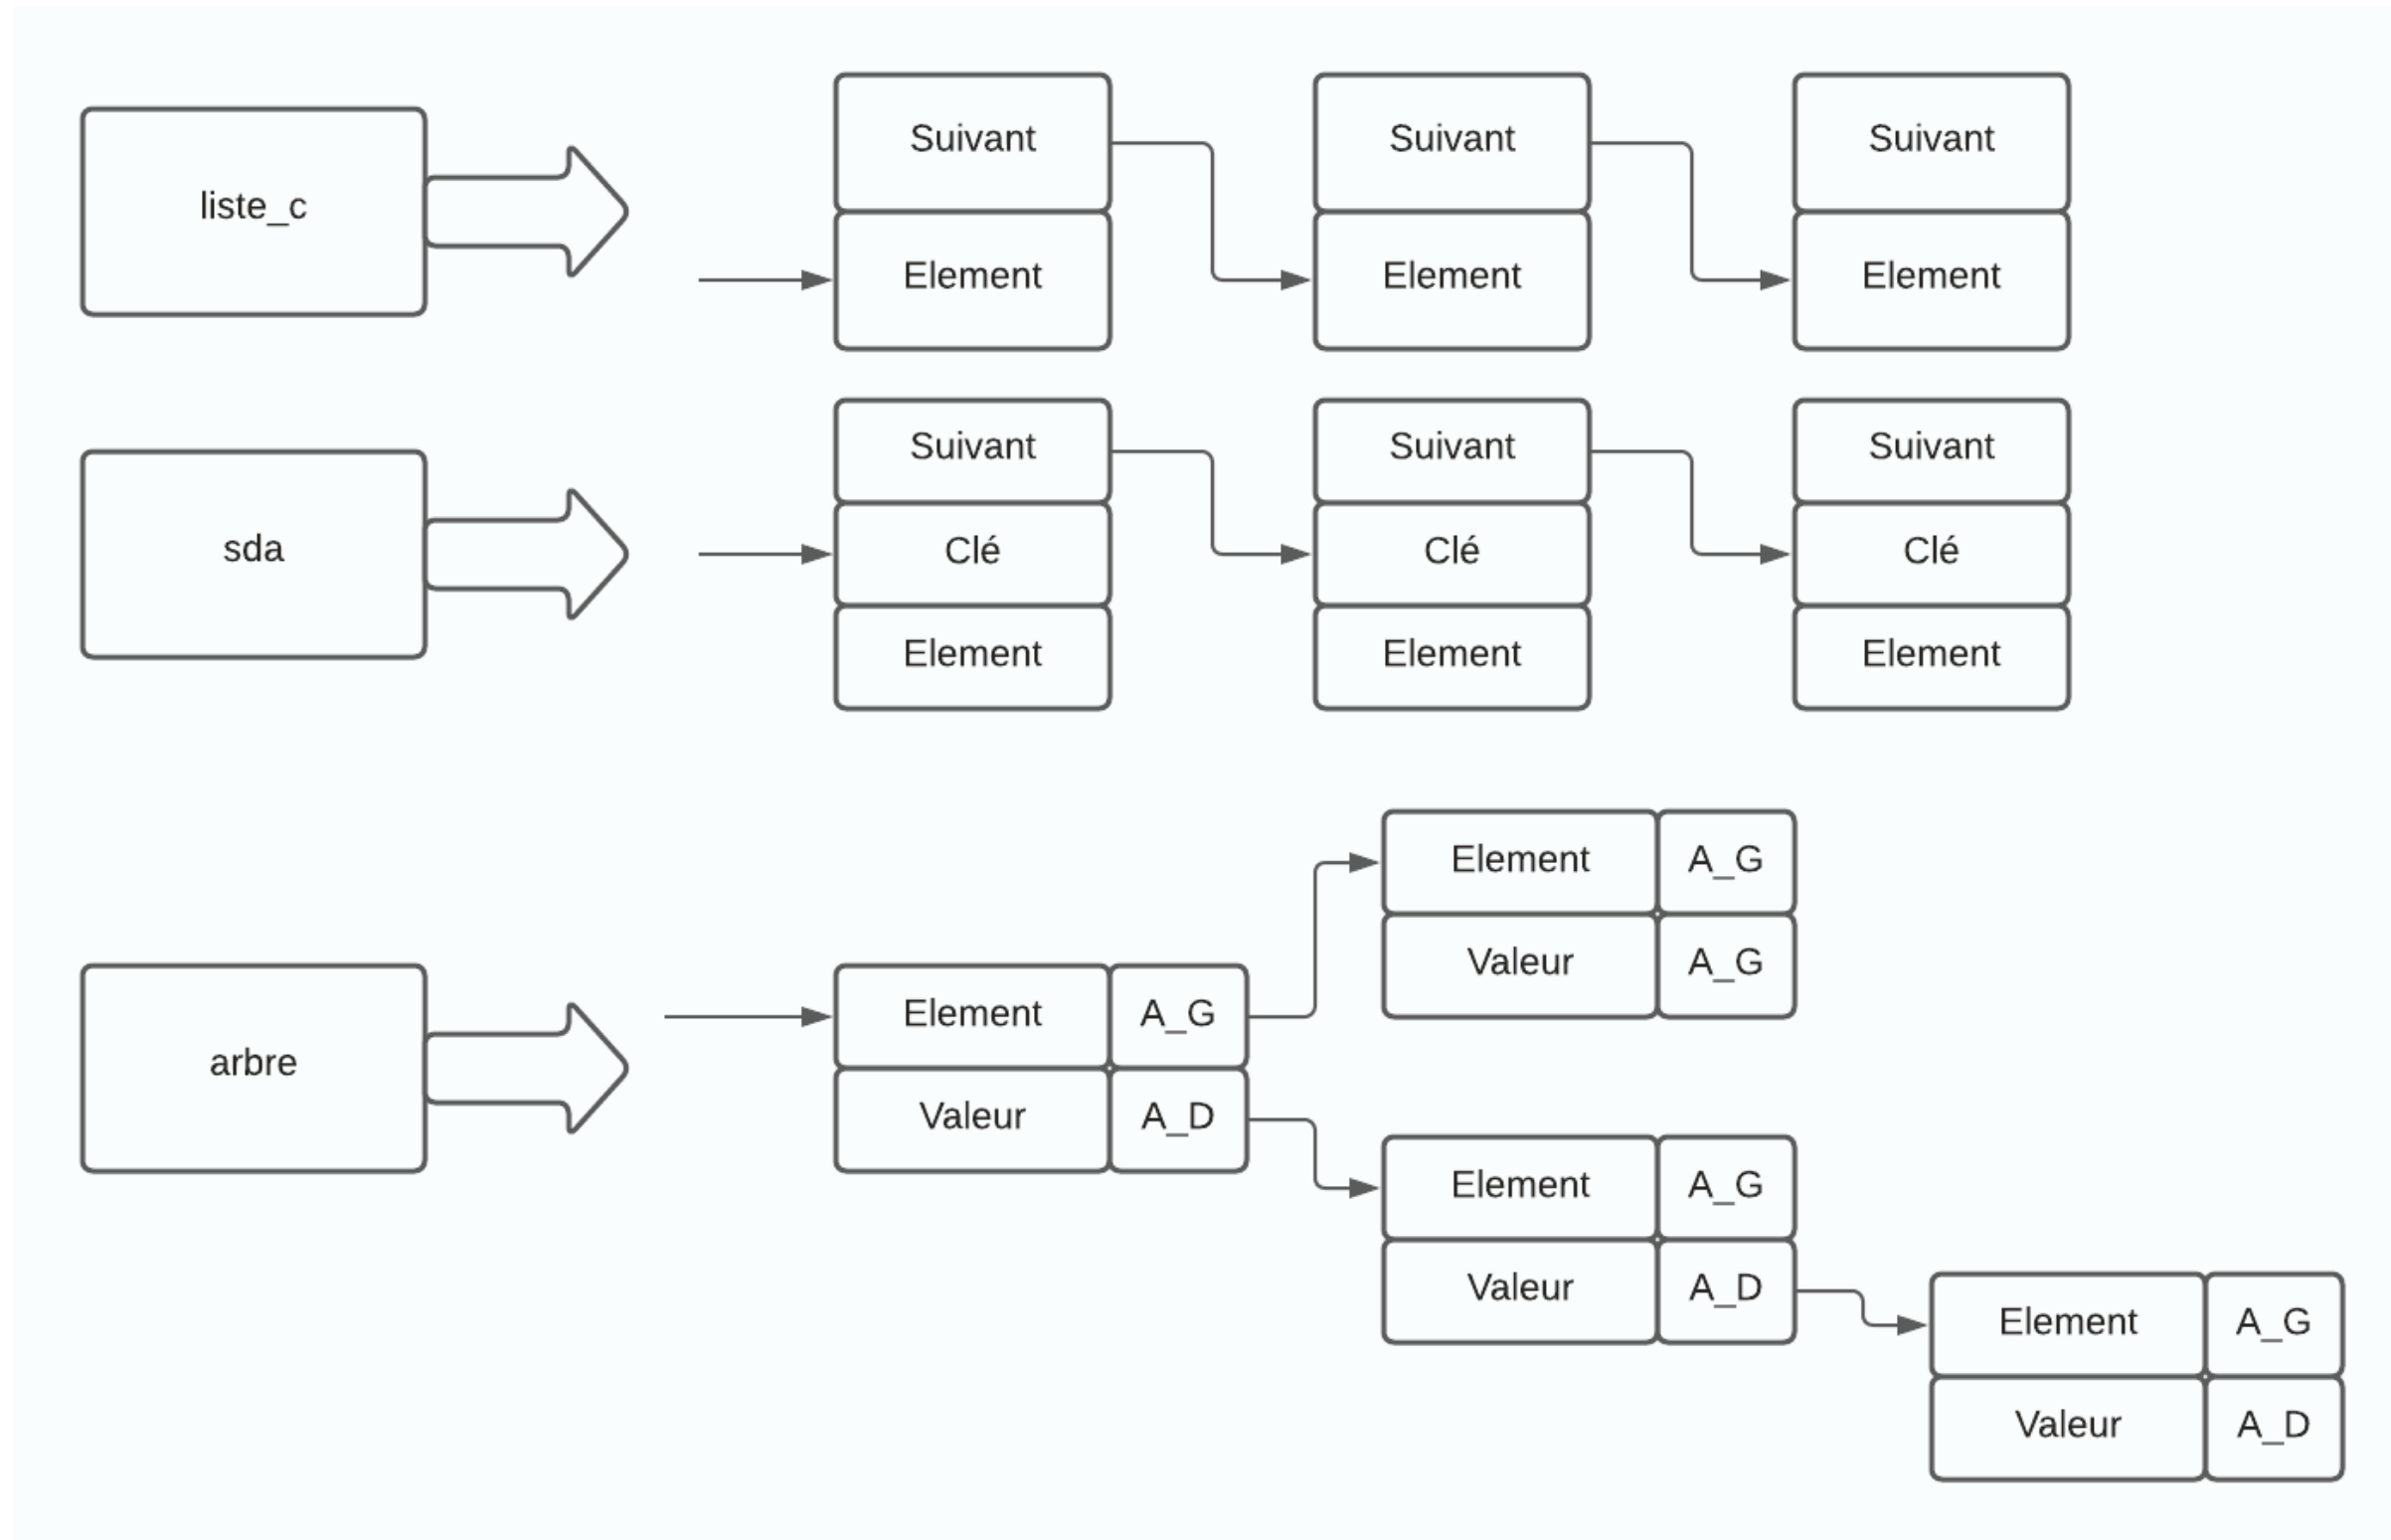 liste_c
Suivant
Suivant
Suivant
Element
Element
Element
sda
Suivant
Suivant
Suivant
Clé
Clé
Clé
Element
Element
Element
arbre
Element A_G
Valeur A_D
Element A_G
Valeur A_G
Element A_G
Valeur A_D
Element A_G
Valeur A_D